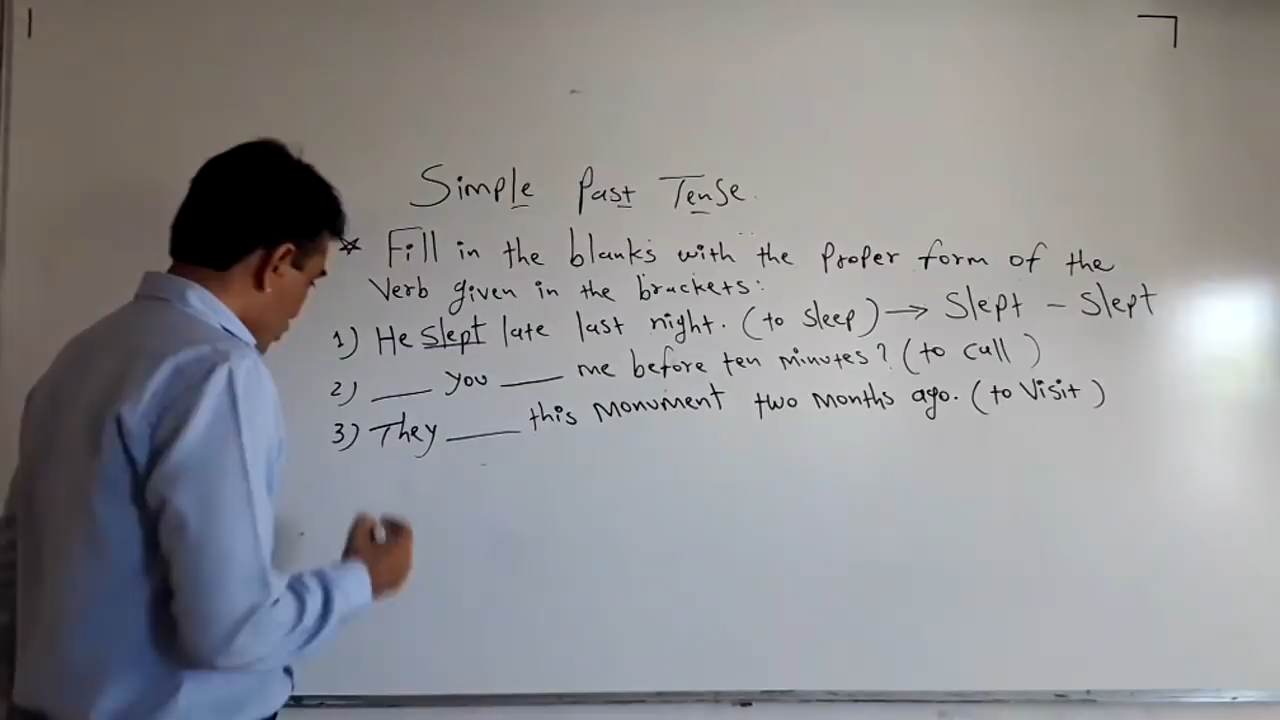 Simple Past Tense.
* Fill in the blanks with the proper form of the
Verb given in the brackets:
1) He slept late last night. (to sleep) → Slept - Slept
2) ___ you ___ me before ten minutes? (to call)
3) They ___ this Monument two months ago. (to Visit)